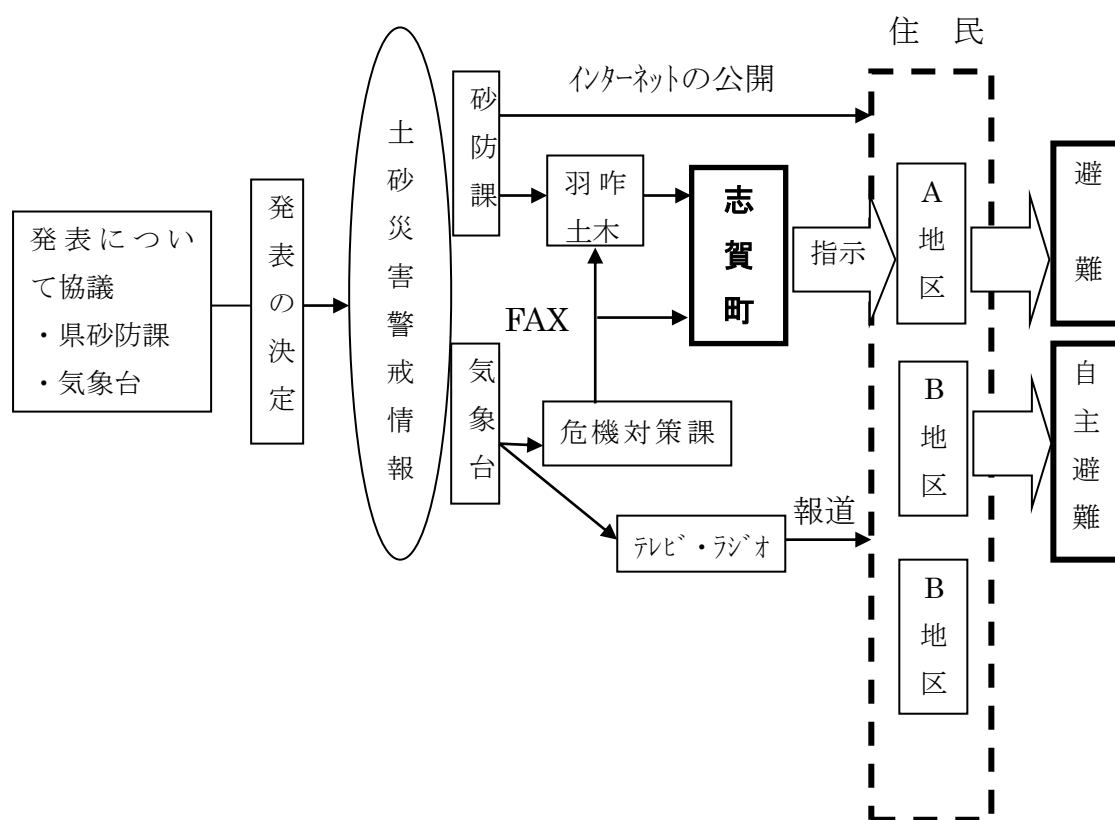 住　民
インターネットの公開
発表につい
て協議
・県砂防課
・気象台
発表の決定
土砂災害警戒情報
砂防課
羽咋
土木
志賀町
指示
A地区
避難
FAX
気象台
危機対策課
B地区
自主避難
ﾃﾚﾋﾞ・ﾗｼﾞｵ
報道
B地区